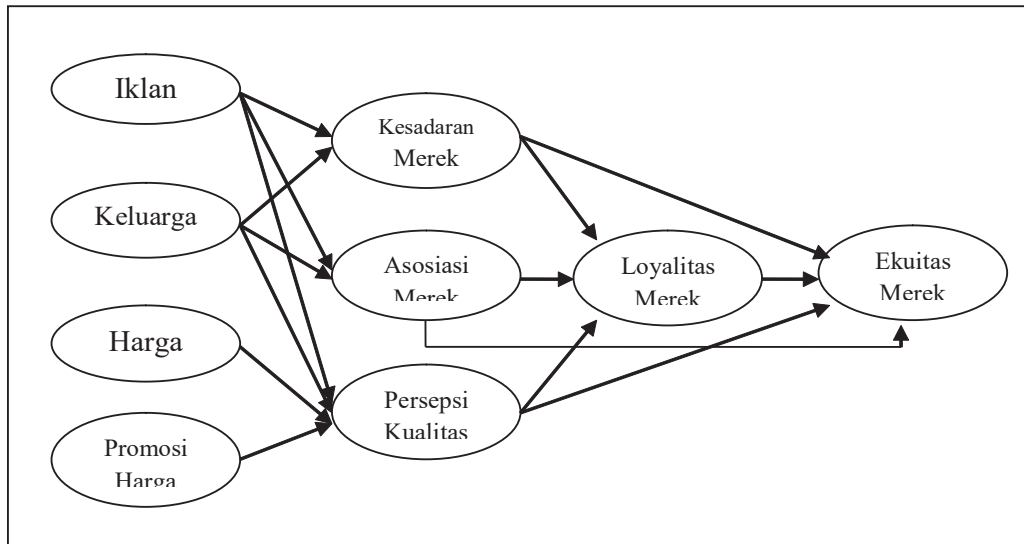 Iklan
Keluarga
Harga
Promosi
Harga
Kesadaran
Merek
Asosiasi
Merek
Persepsi
Kualitas
Loyalitas
Merek
Ekuitas
Merek